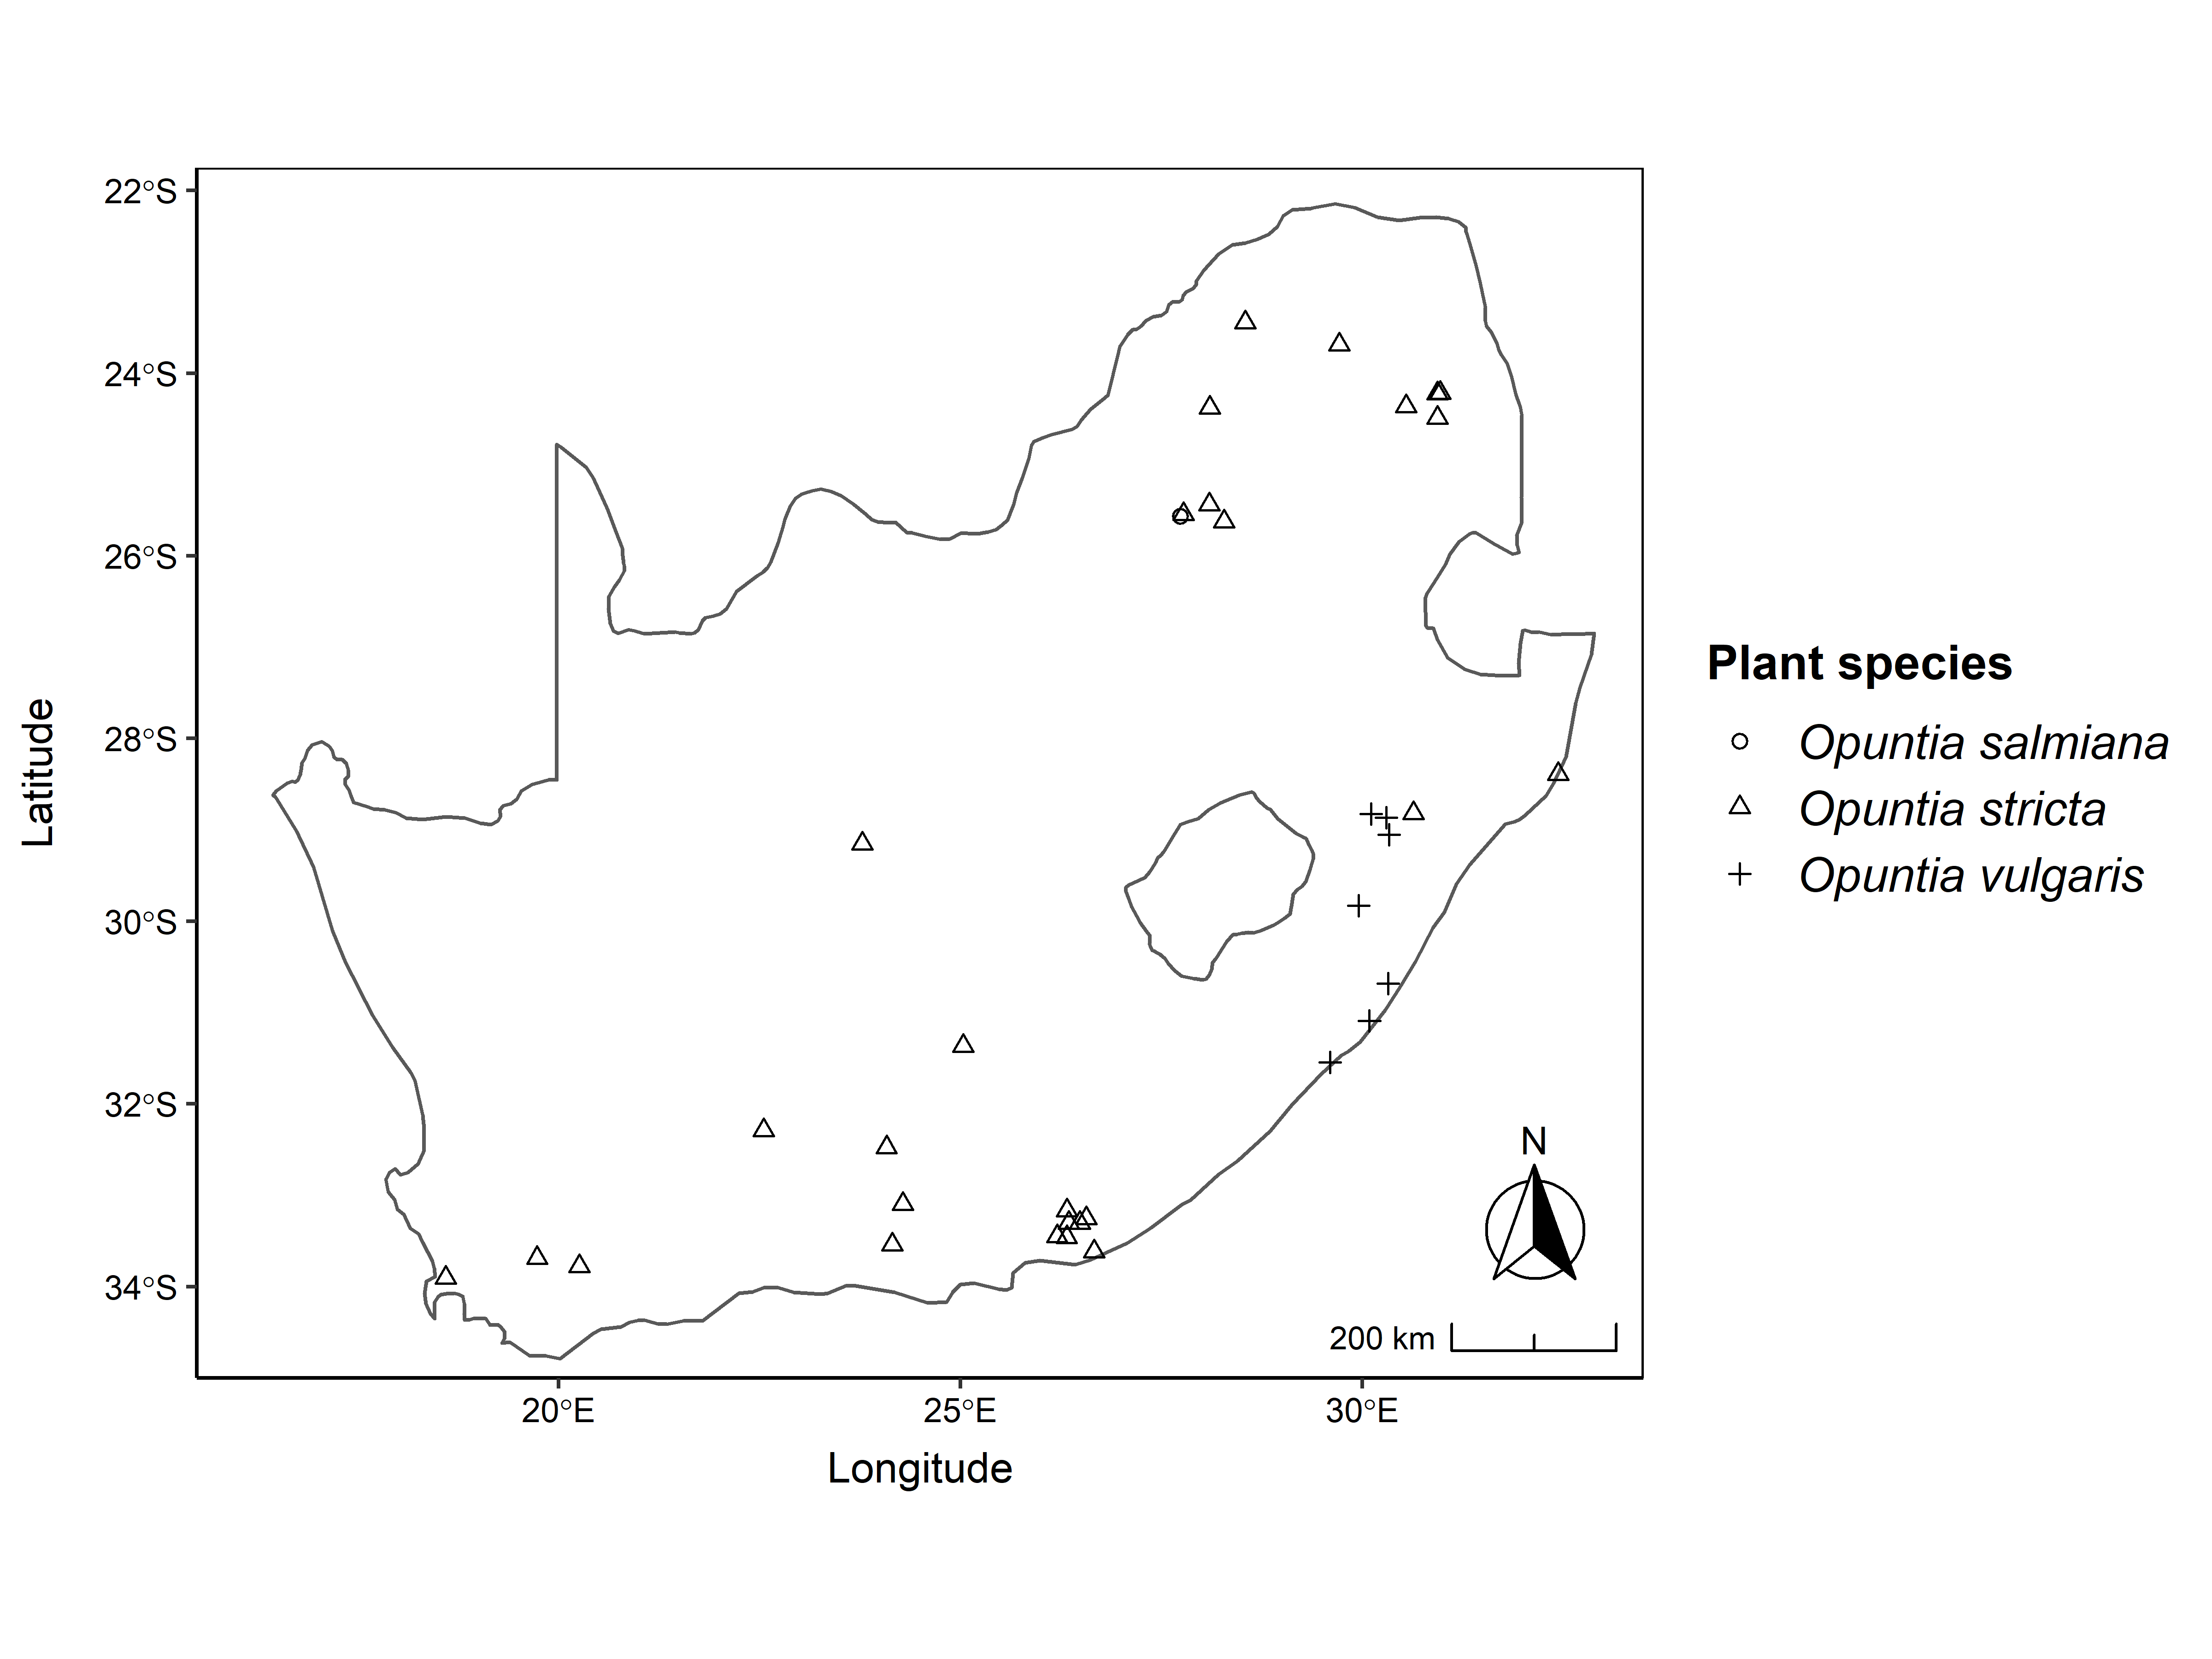 22°S
24°S
26°S
28°S
30°S
32°S
34°S
Latitude
20°E
25°E
30°E
Longitude
N
200 km
Plant species
Opuntia salmiana
Opuntia stricta
Opuntia vulgaris